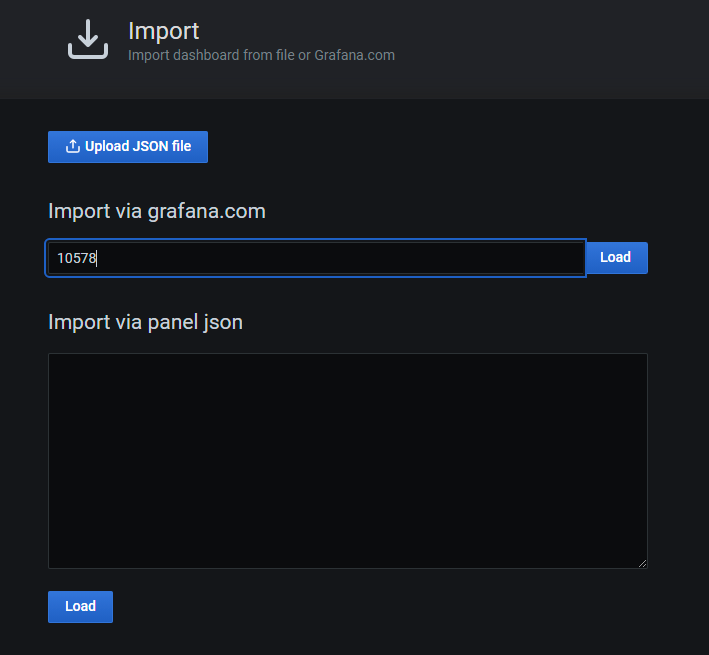 Import
Import dashboard from file or Grafana.com
Upload JSON file
Import via grafana.com
10578
Load
Import via panel json
Load